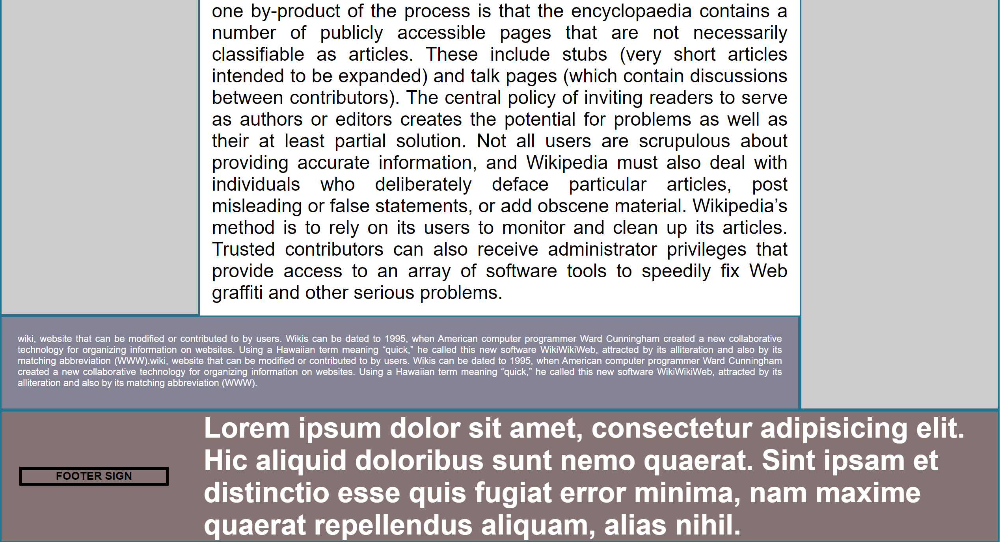 one by-product of the process is that the encyclopaedia contains a
number of publicly accessible pages that are not necessarily
classifiable as articles. These include stubs (very short articles
intended to be expanded) and talk pages (which contain discussions
between contributors). The central policy of inviting readers to serve
as authors or editors creates the potential for problems as well as
their at least partial solution. Not all users are scrupulous about
providing accurate information, and Wikipedia must also deal with
individuals who deliberately deface particular articles, post
misleading or false statements, or add obscene material. Wikipedia’s
method is to rely on its users to monitor and clean up its articles.
Trusted contributors can also receive administrator privileges that
provide access to an array of software tools to speedily fix Web
graffiti and other serious problems.
wiki, website that can be modified or contributed to by users. Wikis can be dated to 1995, when American computer programmer Ward Cunningham created a new collaborative
technology for organizing information on websites. Using a Hawaiian term meaning “quick,” he called this new software WikiWikiWeb, attracted by its alliteration and also by its
matching abbreviation (WWW).wiki, website that can be modified or contributed to by users. Wikis can be dated to 1995, when American computer programmer Ward Cunningham
created a new collaborative technology for organizing information on websites. Using a Hawaiian term meaning “quick,” he called this new software WikiWikiWeb, attracted by its
alliteration and also by its matching abbreviation (WWW).
FOOTER SIGN
Lorem ipsum dolor sit amet, consectetur adipisicing elit.
Hic aliquid doloribus sunt nemo quaerat. Sint ipsam et
distinctio esse quis fugiat error minima, nam maxime
quaerat repellendus aliquam, alias nihil.